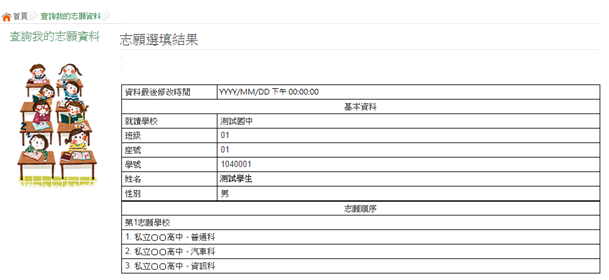 首頁 查詢我的志願資料
查詢我的志願資料
志願選填結果
資料最後修改時間 YYYY/MM/DD 下午 00:00:00
基本資料
就讀學校 測試國中
班級 01
座號 01
學號 1040001
姓名 測試學生
性別 男
志願順序
第1志願學校
1. 私立○○高中 - 普通科
2. 私立○○高中 - 汽車科
3. 私立○○高中 - 資訊科